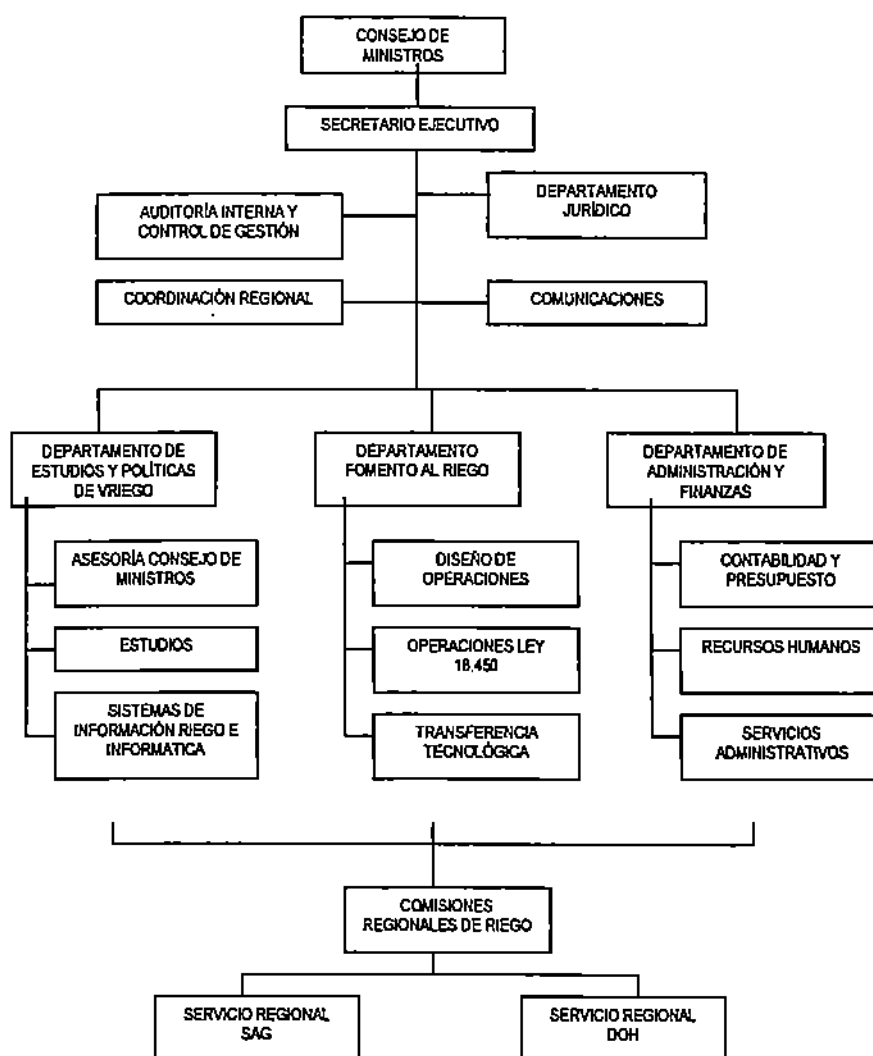 CONSEJO DE
MINISTROS
SECRETARIO EJECUTIVO
AUDITORÍA INTERNA Y
CONTROL DE GESTIÓN
DEPARTAMENTO
JURÍDICO
COORDINACIÓN REGIONAL
COMUNICACIONES
DEPARTAMENTO DE
ESTUDIOS Y POLÍTICAS
DE VRIEGO
DEPARTAMENTO
FOMENTO AL RIEGO
DEPARTAMENTO DE
ADMINISTRACIÓN Y
FINANZAS
ASESORÍA CONSEJO DE
MINISTROS
DISEÑO DE
OPERACIONES
CONTABILIDAD Y
PRESUPUESTO
ESTUDIOS
OPERACIONES LEY
18,450
RECURSOS HUMANOS
SISTEMAS DE
INFORMACIÓN RIEGO E
INFORMATICA
TRANSFERENCIA
TECNOLÓGICA
SERVICIOS
ADMINISTRATIVOS
COMISIONES
REGIONALES DE RIEGO
SERVICIO REGIONAL
SAG
SERVICIO REGIONAL
DOH